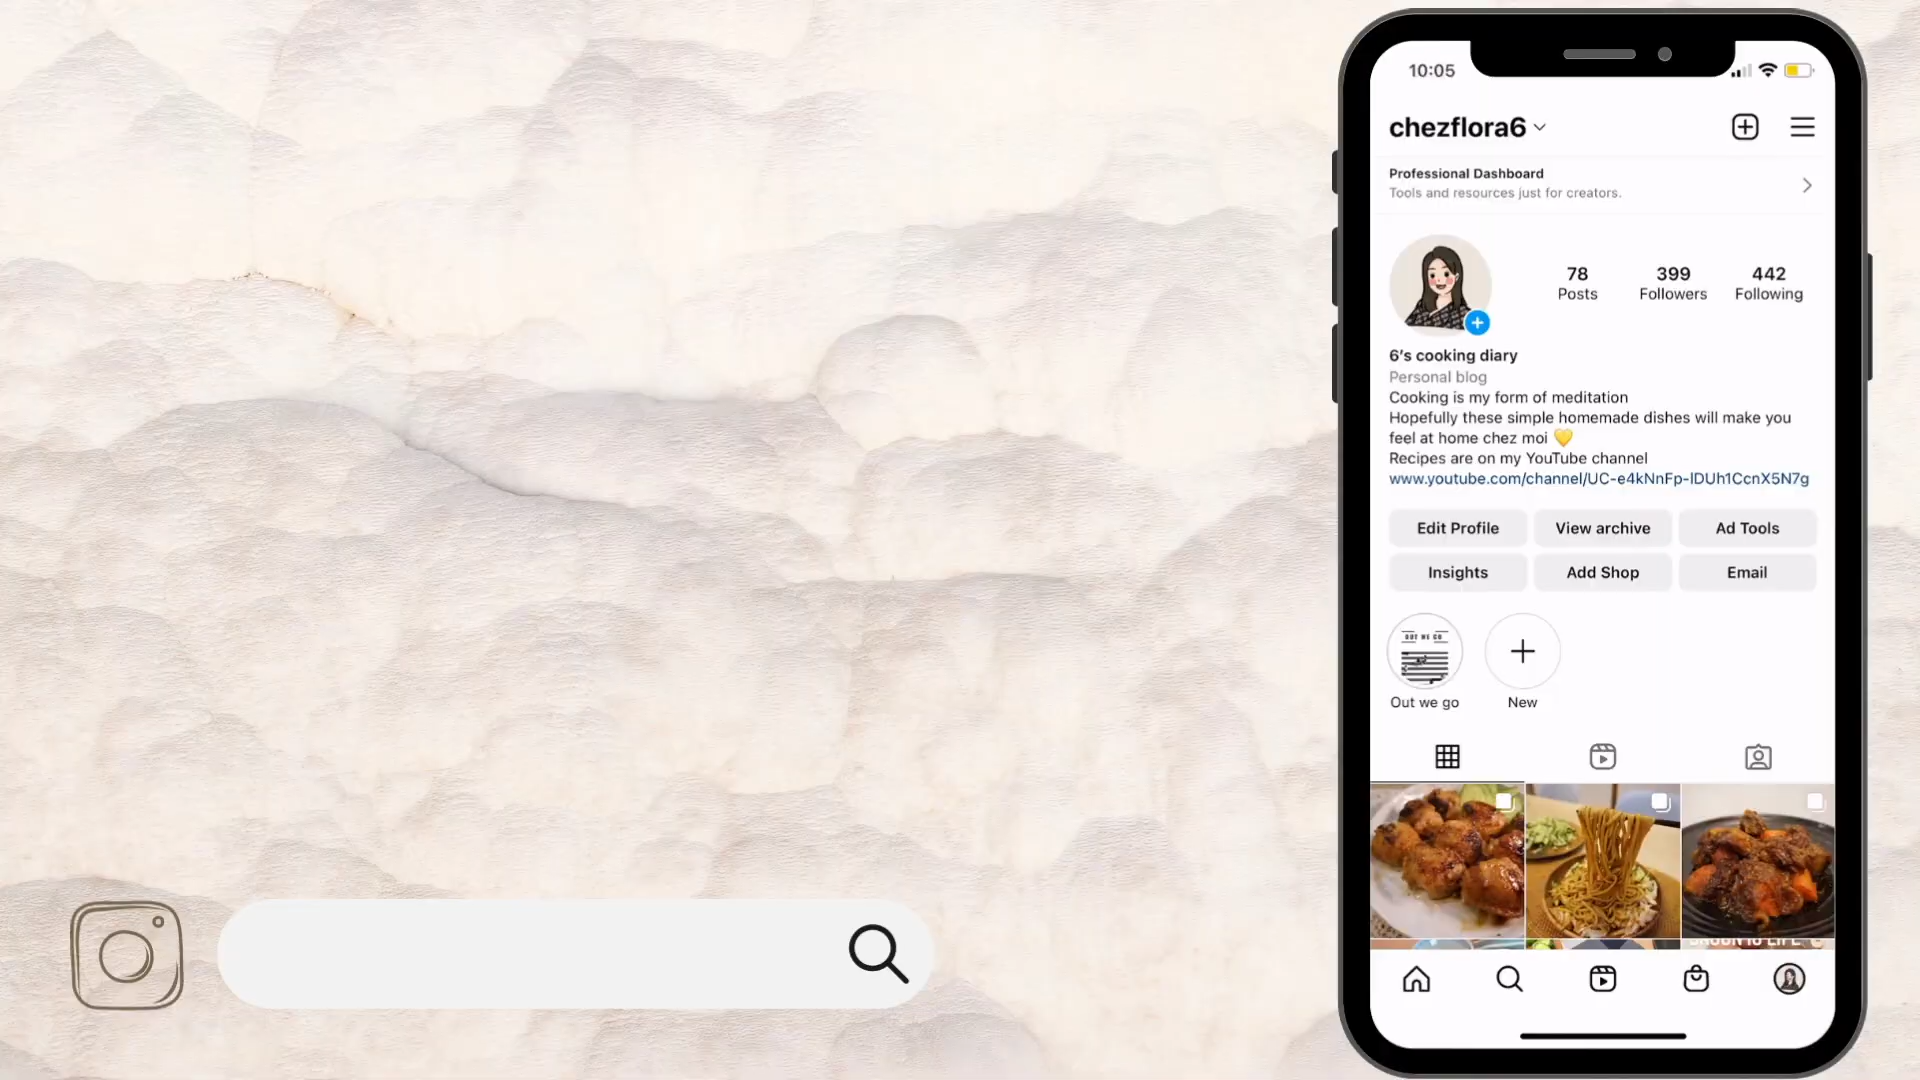 10:05
chezflora6
Professional Dashboard
Tools and resources just for creators.
78
Posts
399
Followers
442
Following
6's cooking diary
Personal blog
Cooking is my form of meditation
Hopefully these simple homemade dishes will make you
feel at home chez moi 💛
Recipes are on my YouTube channel
www.youtube.com/channel/UC-e4kNnFp-IDUh1CcnX5N7g
Edit Profile
View archive
Ad Tools
Insights
Add Shop
Email
OUT WE GO
Out we go
New